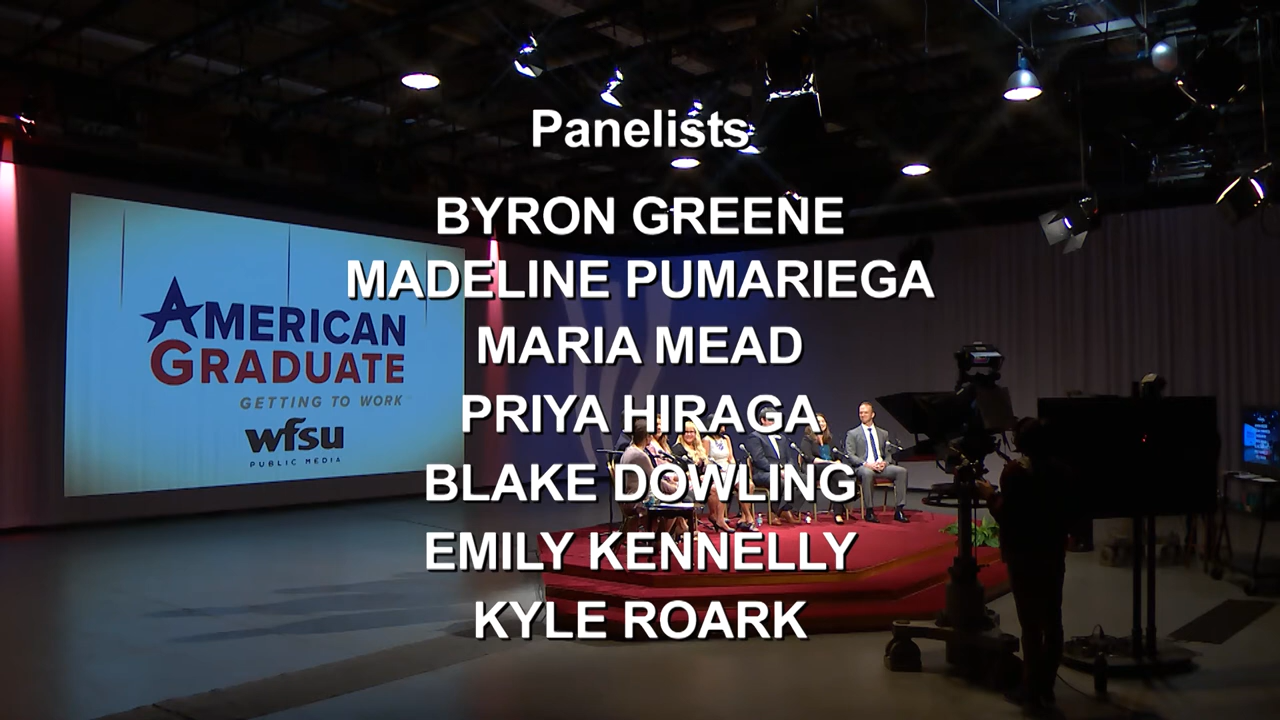 Panelists
BYRON GREENE
MADELINE PUMARIEGA
MARIA MEAD
PRIYA HIRAGA
BLAKE DOWLING
EMILY KENNELLY
KYLE ROARK
AMERICAN
GRADUATE
GETTING TO WORK
wfsu
PUBLIC MEDIA